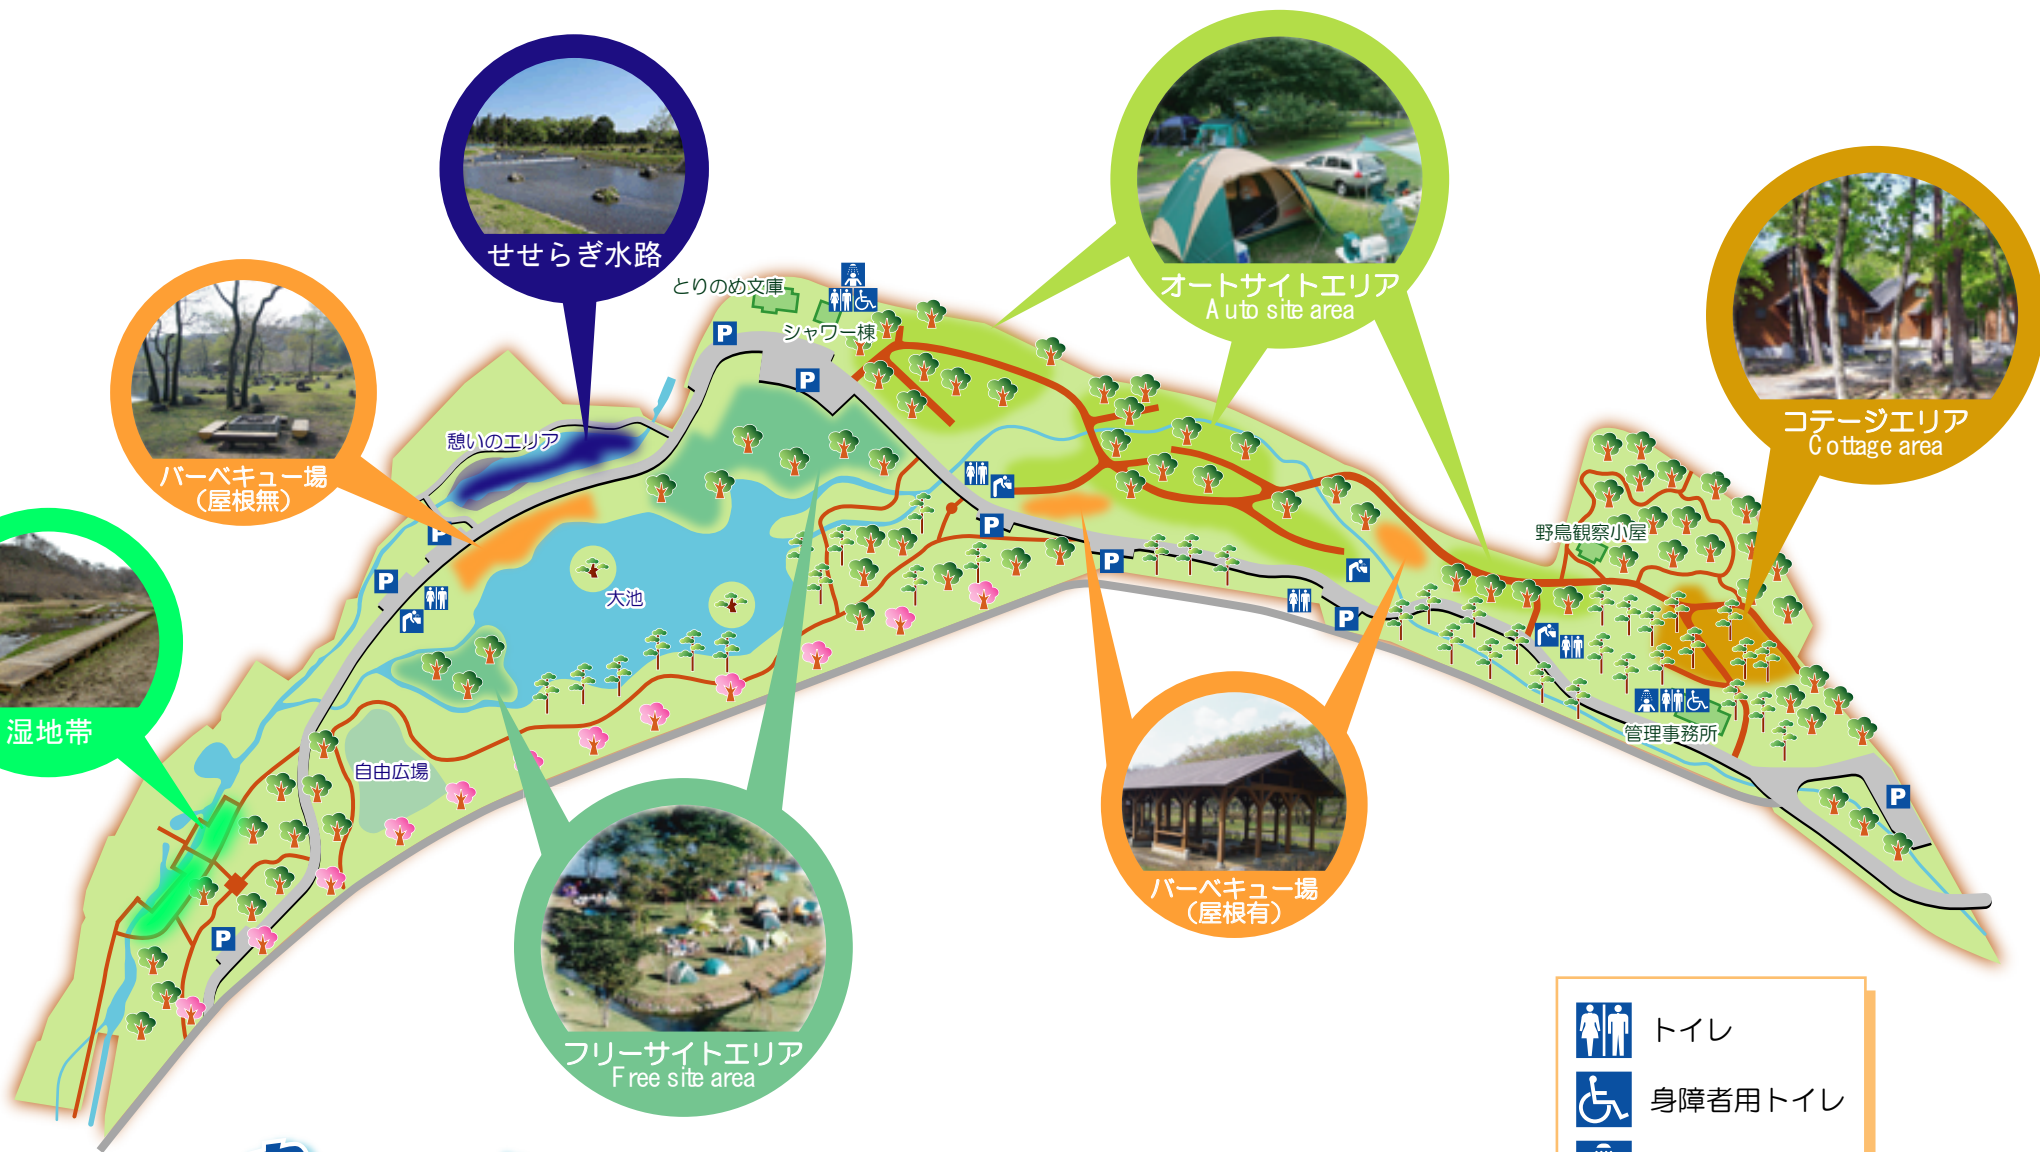 せせらぎ水路
オートサイトエリア
Auto site area
コテージエリア
Cottage area
バーベキュー場
（屋根無）
とりのめ文庫
シャワー棟
P
P
憩いのエリア
P
P
P
P
P
P
P
野鳥観察小屋
大池
湿地帯
自由広場
管理事務所
バーベキュー場
（屋根有）
フリーサイトエリア
Free site area
P
トイレ
身障者用トイレ